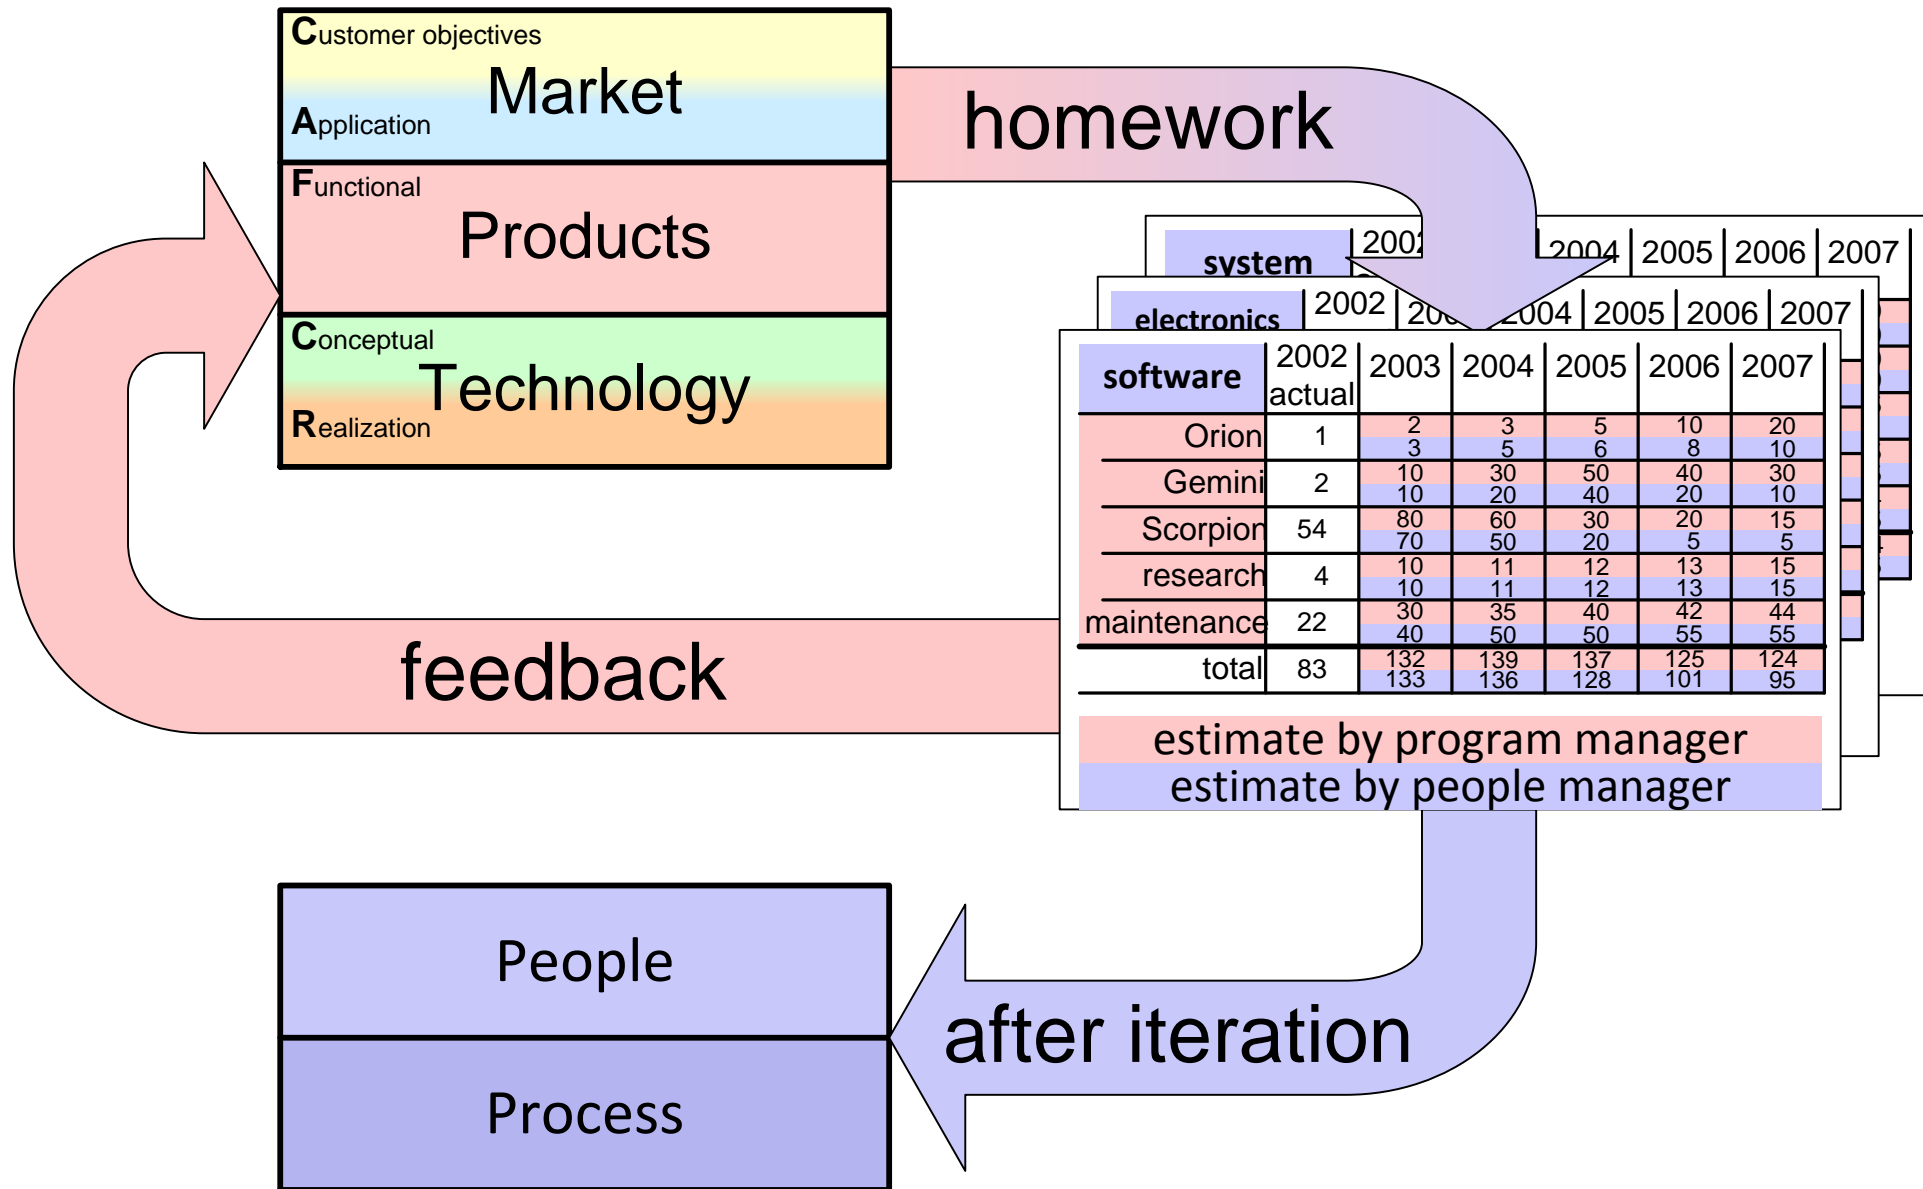 Customer objectives
Market
Application
Functional
Products
Conceptual
Technology
Realization
homework
feedback
system 2004 2005 2006 2007
electronics 2002 2004 2005 2006 2007
software 2002 actual 2003 2004 2005 2006 2007
Orion 1 2 3 5 10 20
3 5 6 8 10
Gemini 2 10 30 50 40 30
10 20 40 20 10
Scorpion 54 80 60 30 20 15
70 50 20 5 5
research 4 10 11 12 13 15
10 11 12 13 15
maintenance 22 30 35 40 42 44
40 50 50 55 55
total 83 132 139 137 125 124
133 136 128 101 95
estimate by program manager
estimate by people manager
People
Process
after iteration